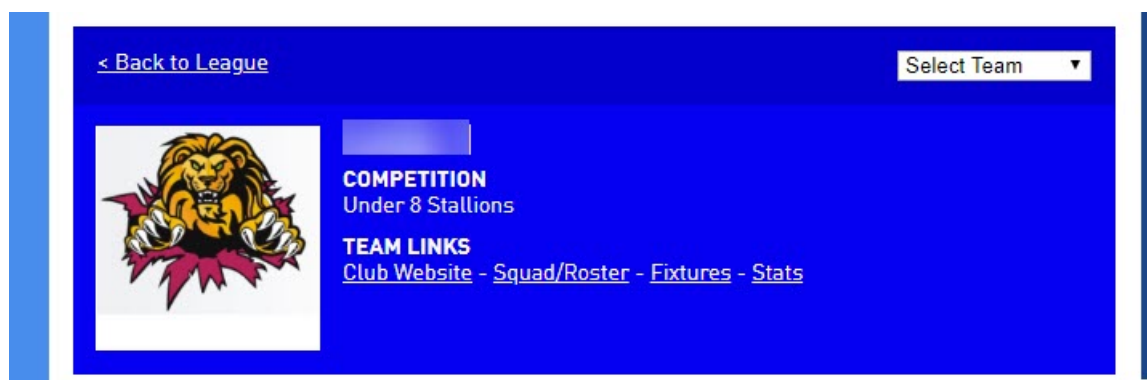 < Back to League
Select Team
COMPETITION
Under 8 Stallions
TEAM LINKS
Club Website - Squad/Roster - Fixtures - Stats